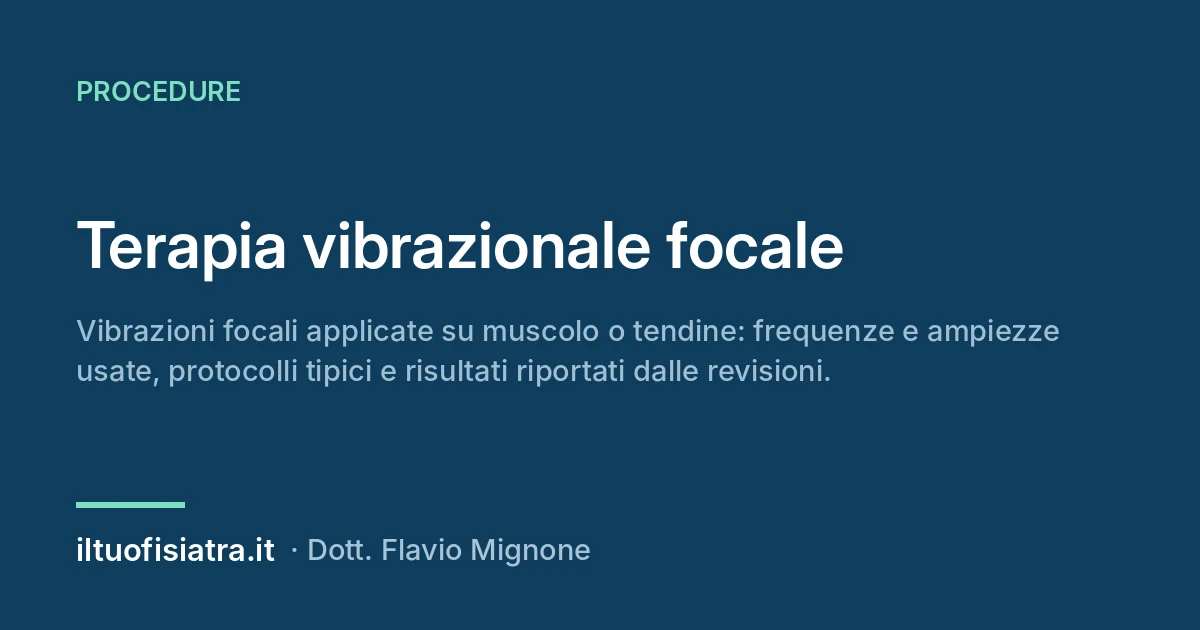 PROCEDURE
Terapia vibrazionale focale
Vibrazioni focali applicate su muscolo o tendine: frequenze e ampiezze
usate, protocolli tipici e risultati riportati dalle revisioni.
iltuofisiatra.it · Dott. Flavio Mignone